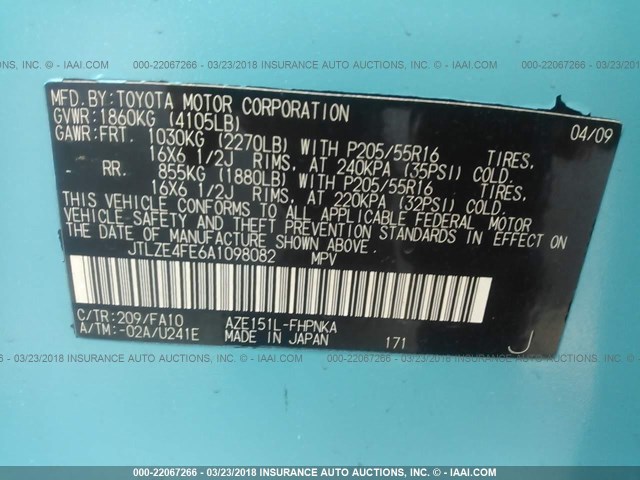 000-22067266 - 03/23/2018 INSURANCE AUTO AUCTIONS, INC. - IAAI.COM
MFD.BY:TOYOTA MOTOR CORPORATION 04/09
GVWR:1860KG (4105LB)
GAWR:FRT. 1030KG (2270LB) WITH P205/55R16 TIRES,
16X6 1/2J RIMS, AT 240KPA (35PSI) COLD.
RR. 855KG (1880LB) WITH P205/55R16 TIRES,
16X6 1/2J RIMS, AT 220KPA (32PSI) COLD.
THIS VEHICLE CONFORMS TO ALL APPLICABLE FEDERAL MOTOR
VEHICLE SAFETY AND THEFT PREVENTION STANDARDS IN EFFECT ON
THE DATE OF MANUFACTURE SHOWN ABOVE.
JTLZE4FE6A1098082 MPV
C/TR:209/FA10 AZE151L-FHPNKA
A/TM:-02A/U241E MADE IN JAPAN 171 J
000-22067266 - 03/23/2018 INSURANCE AUTO AUCTIONS, INC. - IAAI.COM